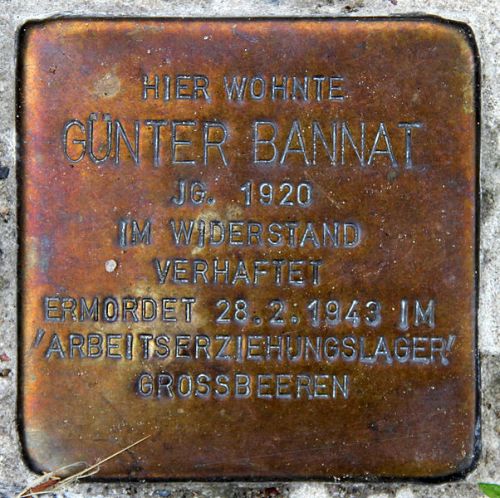 HIER WOHNTE
GÜNTER BANNAT
JG. 1920
IM WIDERSTAND
VERHAFTET
ERMORDET 28.2.1943 IM
'ARBEITSERZIEHUNGSLAGER'
GROSSBEEREN